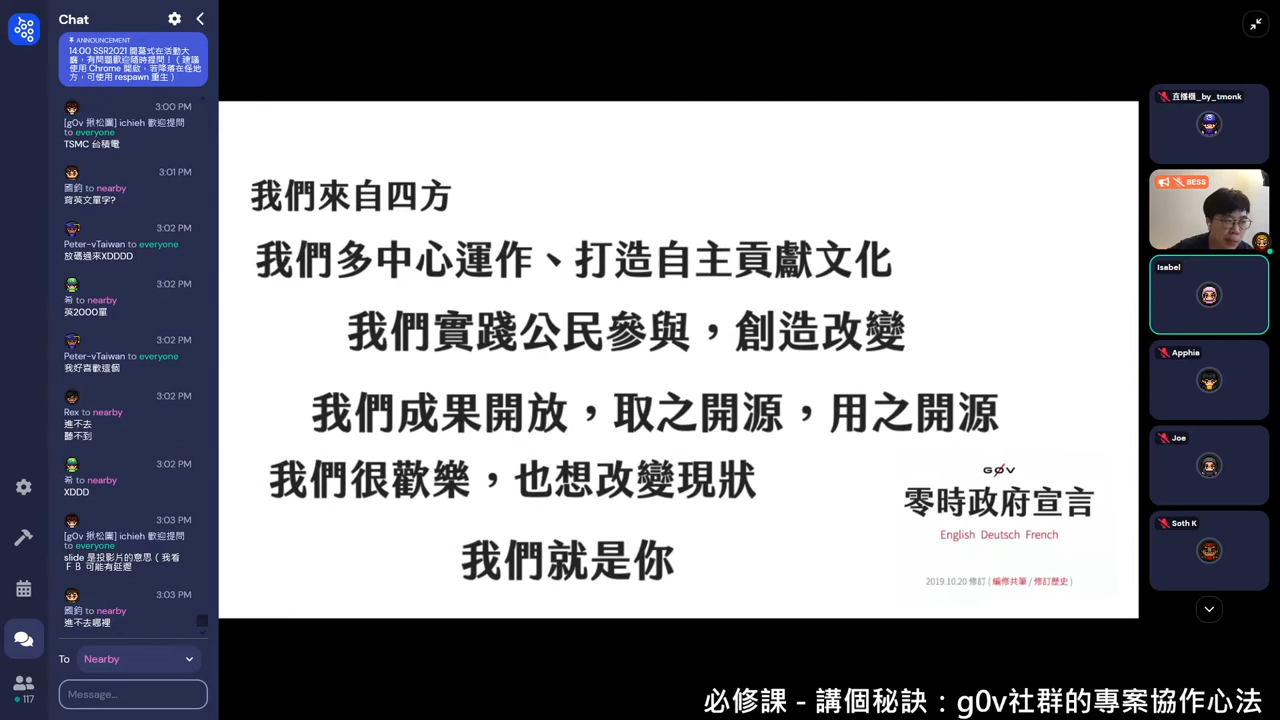 Chat
ANNOUNCEMENT
14:00 SSR2021 開幕式在活動大
廳，有問題歡迎隨時提問！（建議
使用 Chrome 開啟，若降落在怪地
方，可使用 respawn 重生）
3:00 PM
[g0v 揪松團] ichieh 歡迎提問
to everyone
TSMC 台積電
3:01 PM
國鈞 to nearby
背英文單字?
3:02 PM
Peter-vTaiwan to everyone
放碼過來XDDDD
3:02 PM
希 to nearby
英2000單
3:02 PM
Peter-vTaiwan to everyone
我好喜歡這個
3:02 PM
Rex to nearby
進不去
聽不到
3:02 PM
希 to nearby
XDDD
3:03 PM
[g0v 揪松團] ichieh 歡迎提問
to everyone
slide 是投影片的意思（我看
ＦＢ 可能有延遲
3:03 PM
國鈞 to nearby
進不去哪裡
To Nearby
Message...
117
我們來自四方
我們多中心運作、打造自主貢獻文化
我們實踐公民參與，創造改變
我們成果開放，取之開源，用之開源
我們很歡樂，也想改變現狀
我們就是你
G0V
零時政府宣言
English Deutsch French
2019.10.20 修訂 ( 編修共筆 / 修訂歷史 )
直播機_by_tmonk
BESS
Isabel
Apphia
Joe
Soth K
必修課 - 講個秘訣：g0v社群的專案協作心法